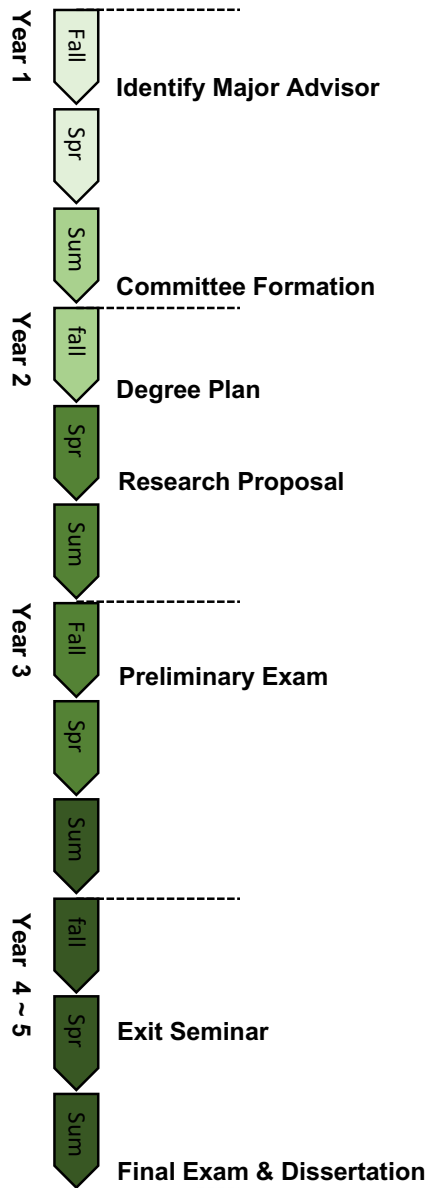 Year 1
Fall
Identify Major Advisor
Spr
Sum
Committee Formation
Year 2
fall
Degree Plan
Spr
Research Proposal
Sum
Year 3
Fall
Preliminary Exam
Spr
Sum
Year 4 ~ 5
fall
Spr
Exit Seminar
Sum
Final Exam & Dissertation